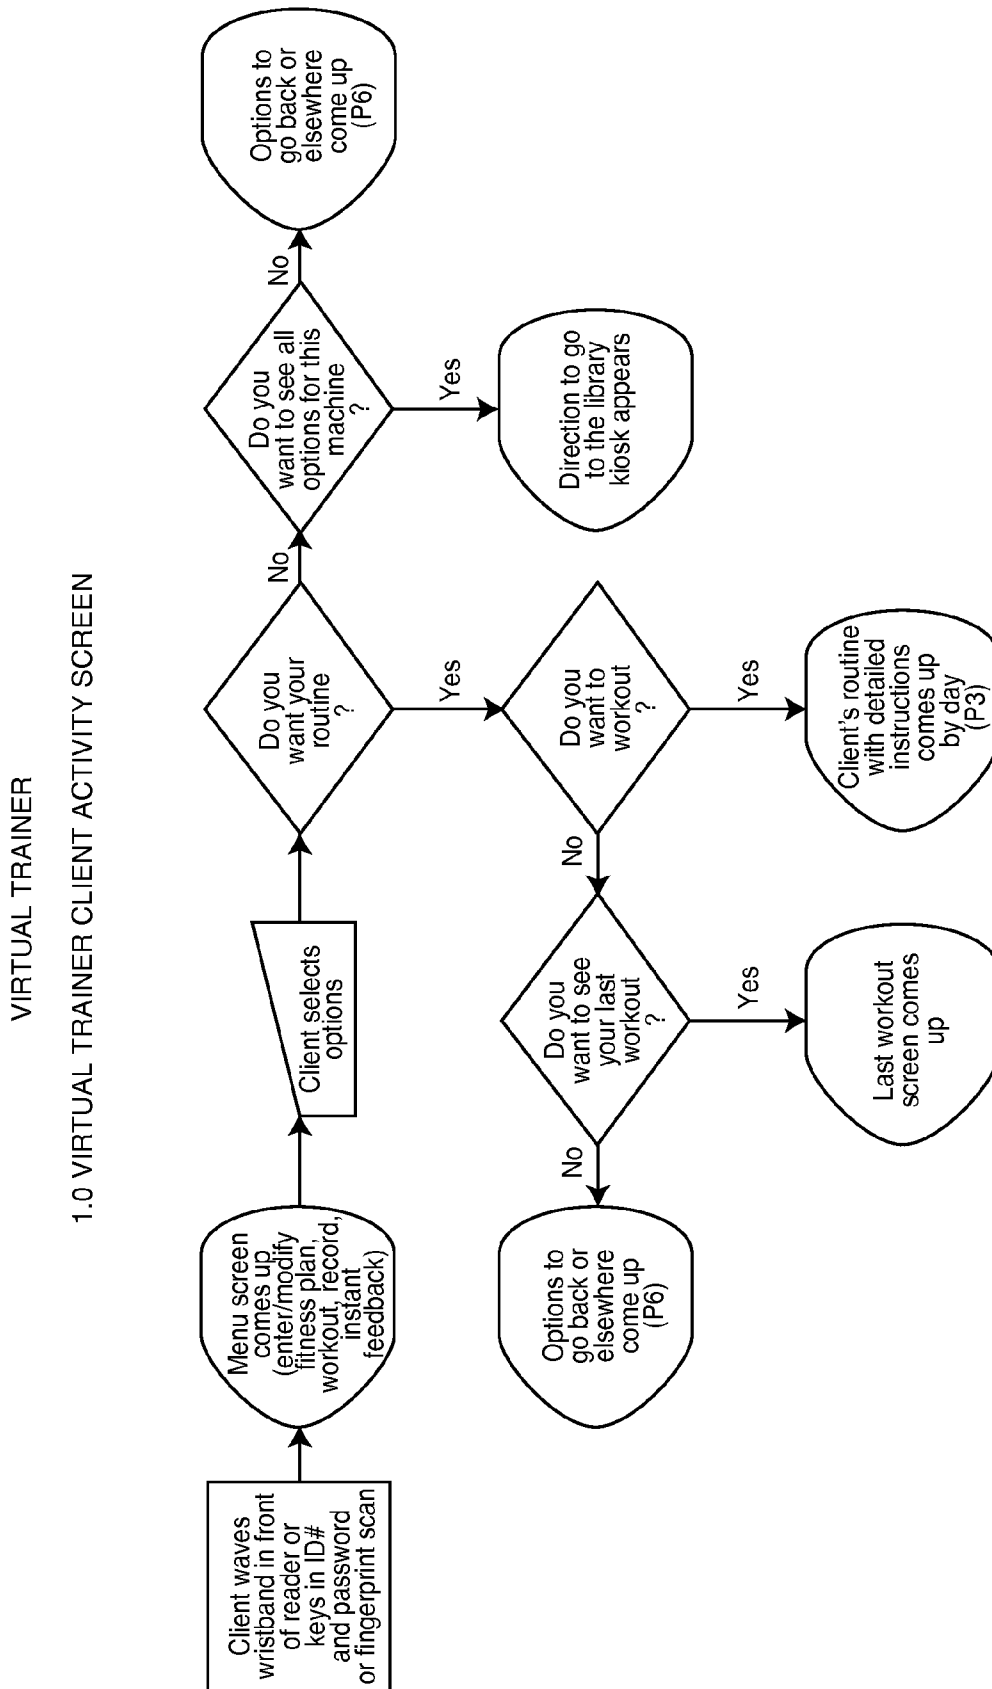 VIRTUAL TRAINER
1.0 VIRTUAL TRAINER CLIENT ACTIVITY SCREEN
Client waves
wristband in front
of reader or
keys in ID#
and password
or fingerprint scan
Menu screen
comes up
(enter/modify
fitness plan,
workout, record,
instant
feedback)
Client selects
options
Do you
want your
routine
?
No
Do you
want to see all
options for this
machine
?
No
Options to
go back or
elsewhere
come up
(P6)
Yes
Direction to go
to the library
kiosk appears
Yes
Do you
want to
workout
?
Yes
Client's routine
with detailed
instructions
comes up
by day
(P3)
No
Do you
want to see
your last
workout
?
Yes
Last workout
screen comes
up
No
Options to
go back or
elsewhere
come up
(P6)